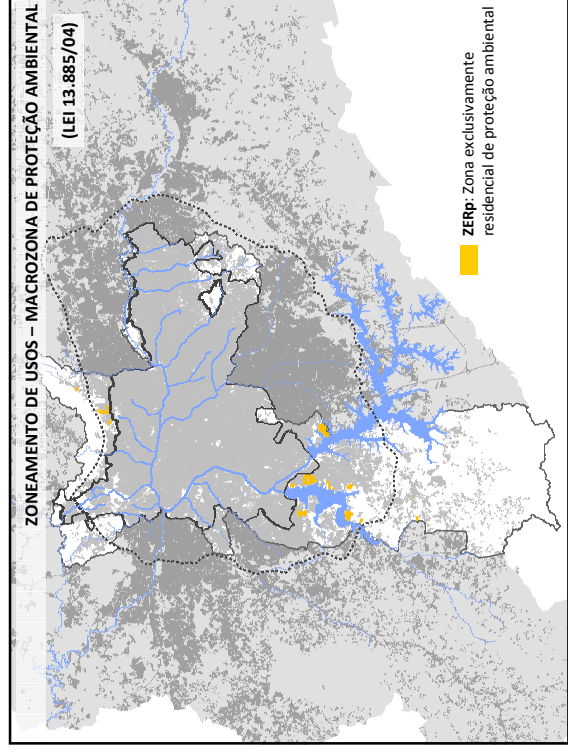 ZONEAMENTO DE USOS – MACROZONA DE PROTEÇÃO AMBIENTAL
(LEI 13.885/04)
ZERp: Zona exclusivamente
residencial de proteção ambiental